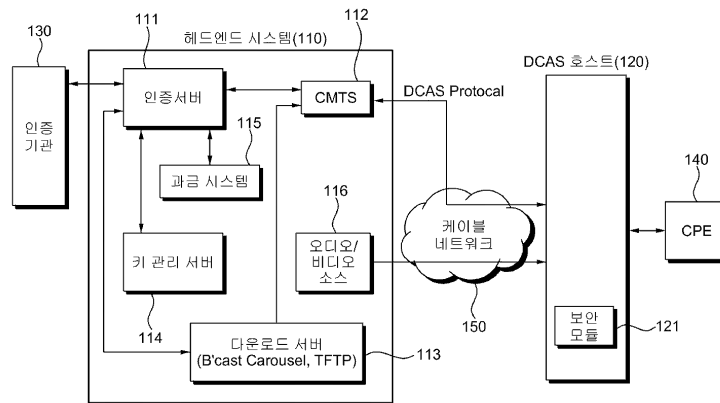 130
111
헤드엔드 시스템(110)
112
DCAS 호스트(120)
인증
기관
인증서버
CMTS
DCAS Protocal
115
과금 시스템
116
140
오디오/
비디오
소스
케이블
네트워크
CPE
키 관리 서버
114
150
보안
모듈
121
다운로드 서버
(B'cast Carousel, TFTP)
113